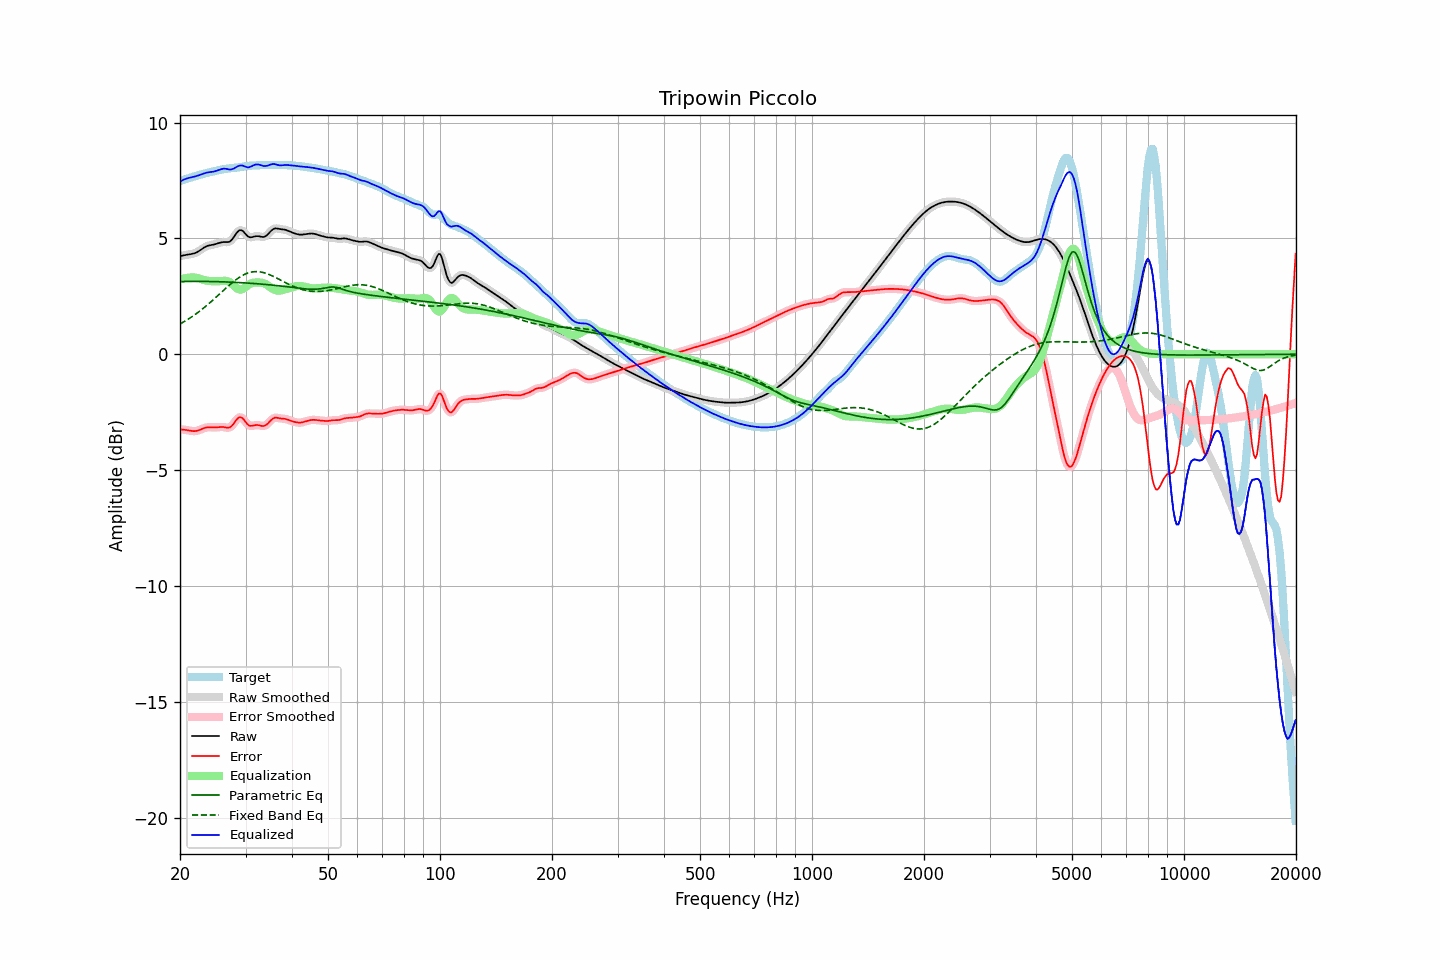 Tripowin Piccolo
10
5
0
−5
−10
−15
−20
Amplitude (dBr)
Target
Raw Smoothed
Error Smoothed
Raw
Error
Equalization
Parametric Eq
Fixed Band Eq
Equalized
20 50 100 200 500 1000 2000 5000 10000 20000
Frequency (Hz)